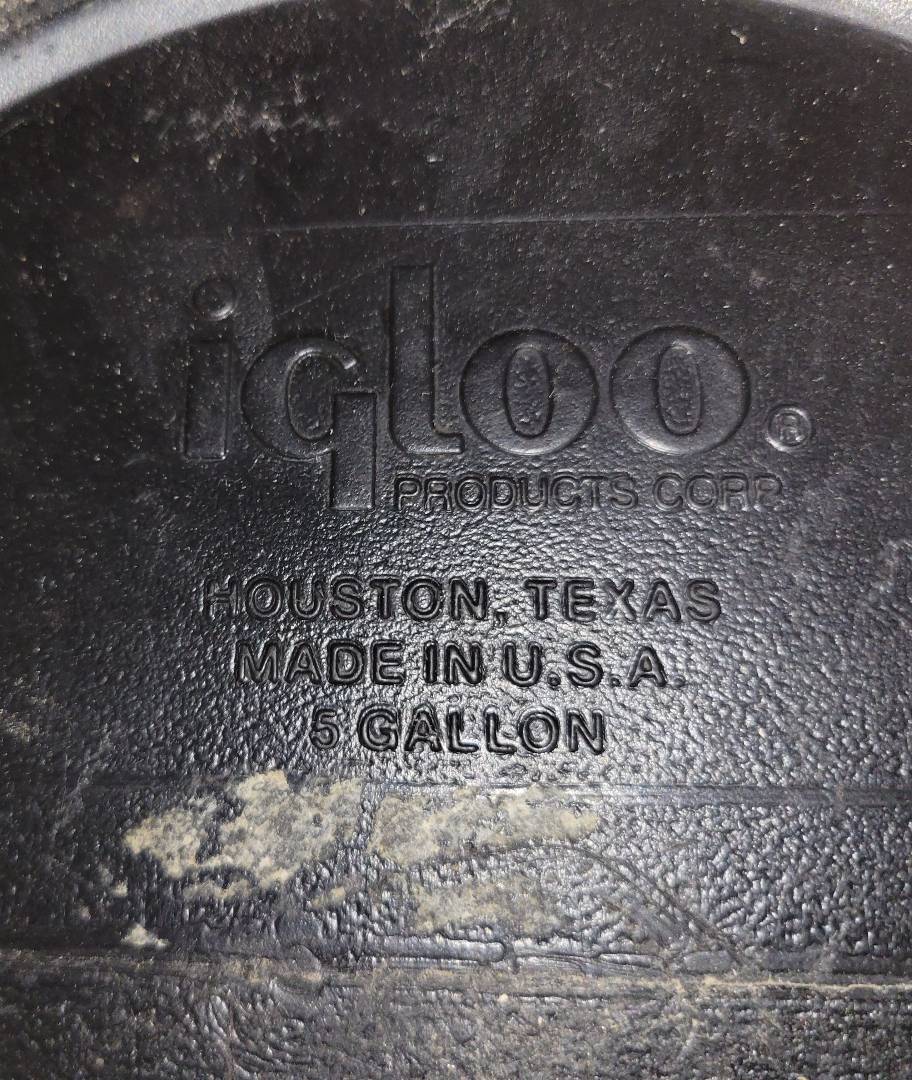 igloo®
PRODUCTS CORP.
HOUSTON, TEXAS
MADE IN U.S.A.
5 GALLON